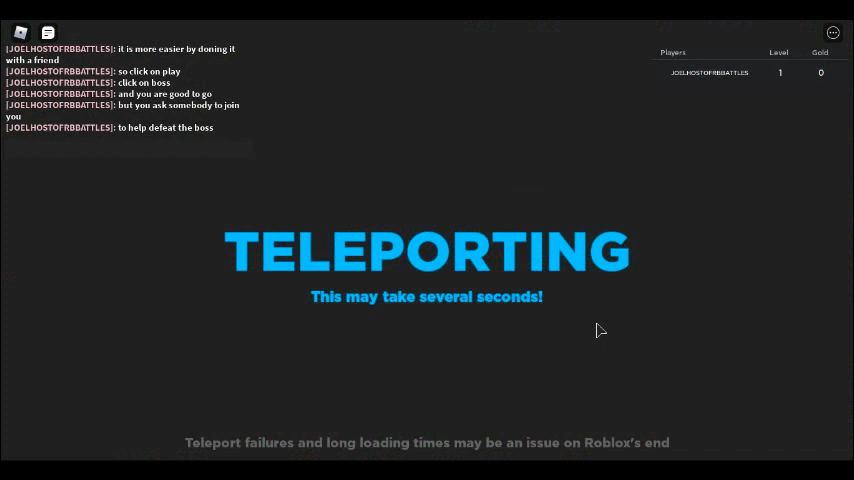 [JOELHOSTOFRBBATTLES]: it is more easier by doning it
with a friend
[JOELHOSTOFRBBATTLES]: so click on play
[JOELHOSTOFRBBATTLES]: click on boss
[JOELHOSTOFRBBATTLES]: and you are good to go
[JOELHOSTOFRBBATTLES]: but you ask somebody to join
you
[JOELHOSTOFRBBATTLES]: to help defeat the boss
Players Level Gold
JOELHOSTOFRBBATTLES 1 0
TELEPORTING
This may take several seconds!
Teleport failures and long loading times may be an issue on Roblox's end